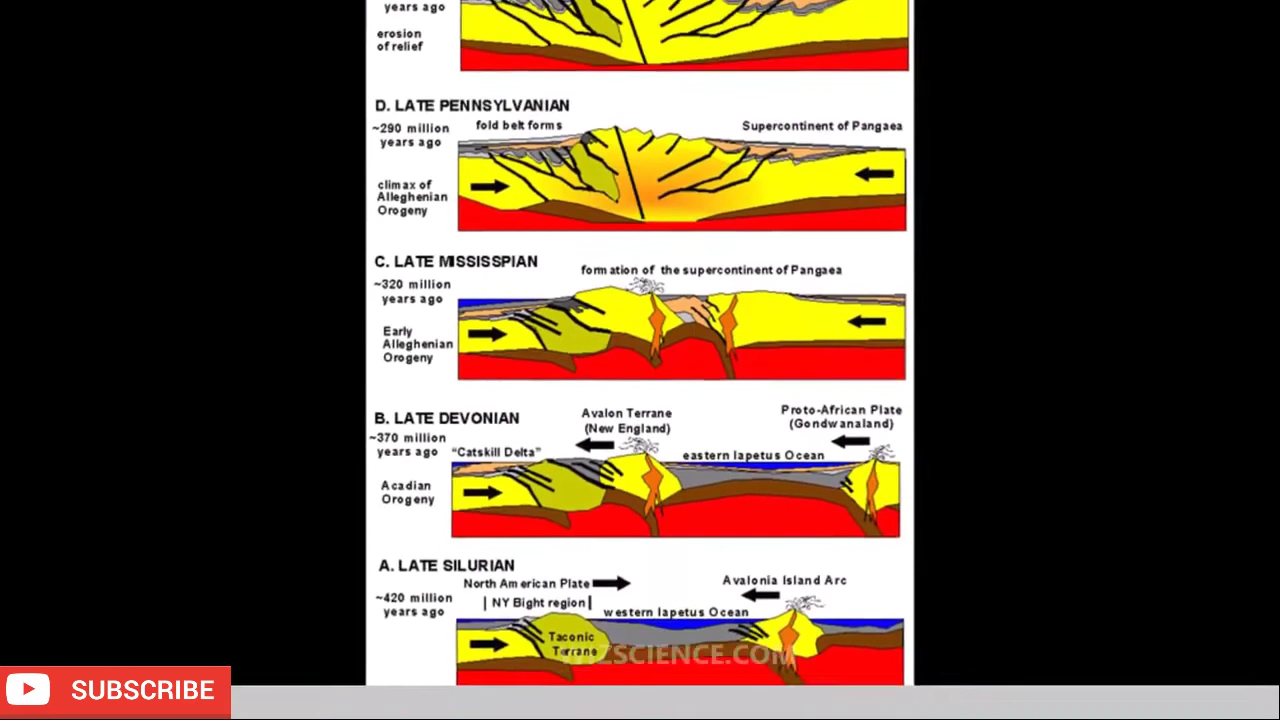 years ago
erosion
of relief
D. LATE PENNSYLVANIAN
~290 million
years ago
fold belt forms
Supercontinent of Pangaea
climax of
Alleghenian
Orogeny
C. LATE MISSISSPIAN
~320 million
years ago
formation of the supercontinent of Pangaea
Early
Alleghenian
Orogeny
B. LATE DEVONIAN
~370 million
years ago
"Catskill Delta"
Avalon Terrane
(New England)
eastern Iapetus Ocean
Proto-African Plate
(Gondwanaland)
Acadian
Orogeny
A. LATE SILURIAN
North American Plate
~420 million
years ago
| NY Bight region |
western Iapetus Ocean
Avalonia Island Arc
Taconic
Terrane
WIZSCIENCE.COM
SUBSCRIBE